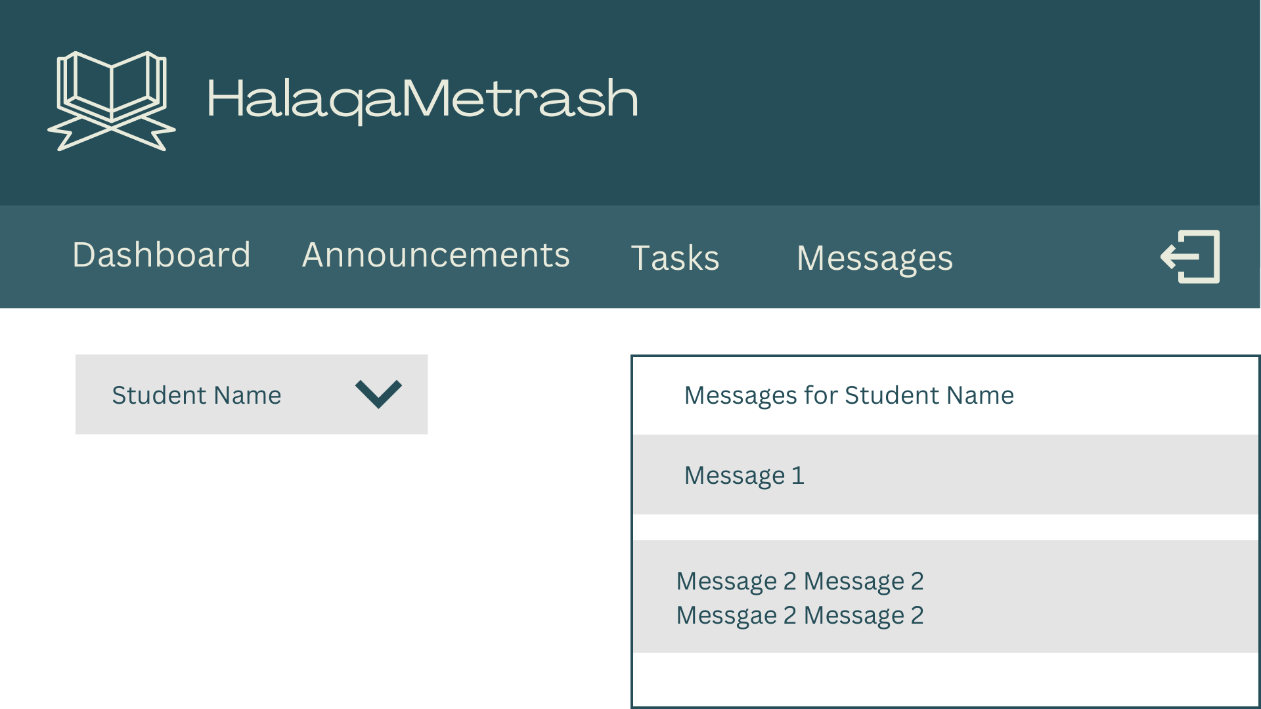 HalaqaMetrash
Dashboard Announcements Tasks Messages
Student Name
Messages for Student Name
Message 1
Message 2 Message 2
Messgae 2 Message 2